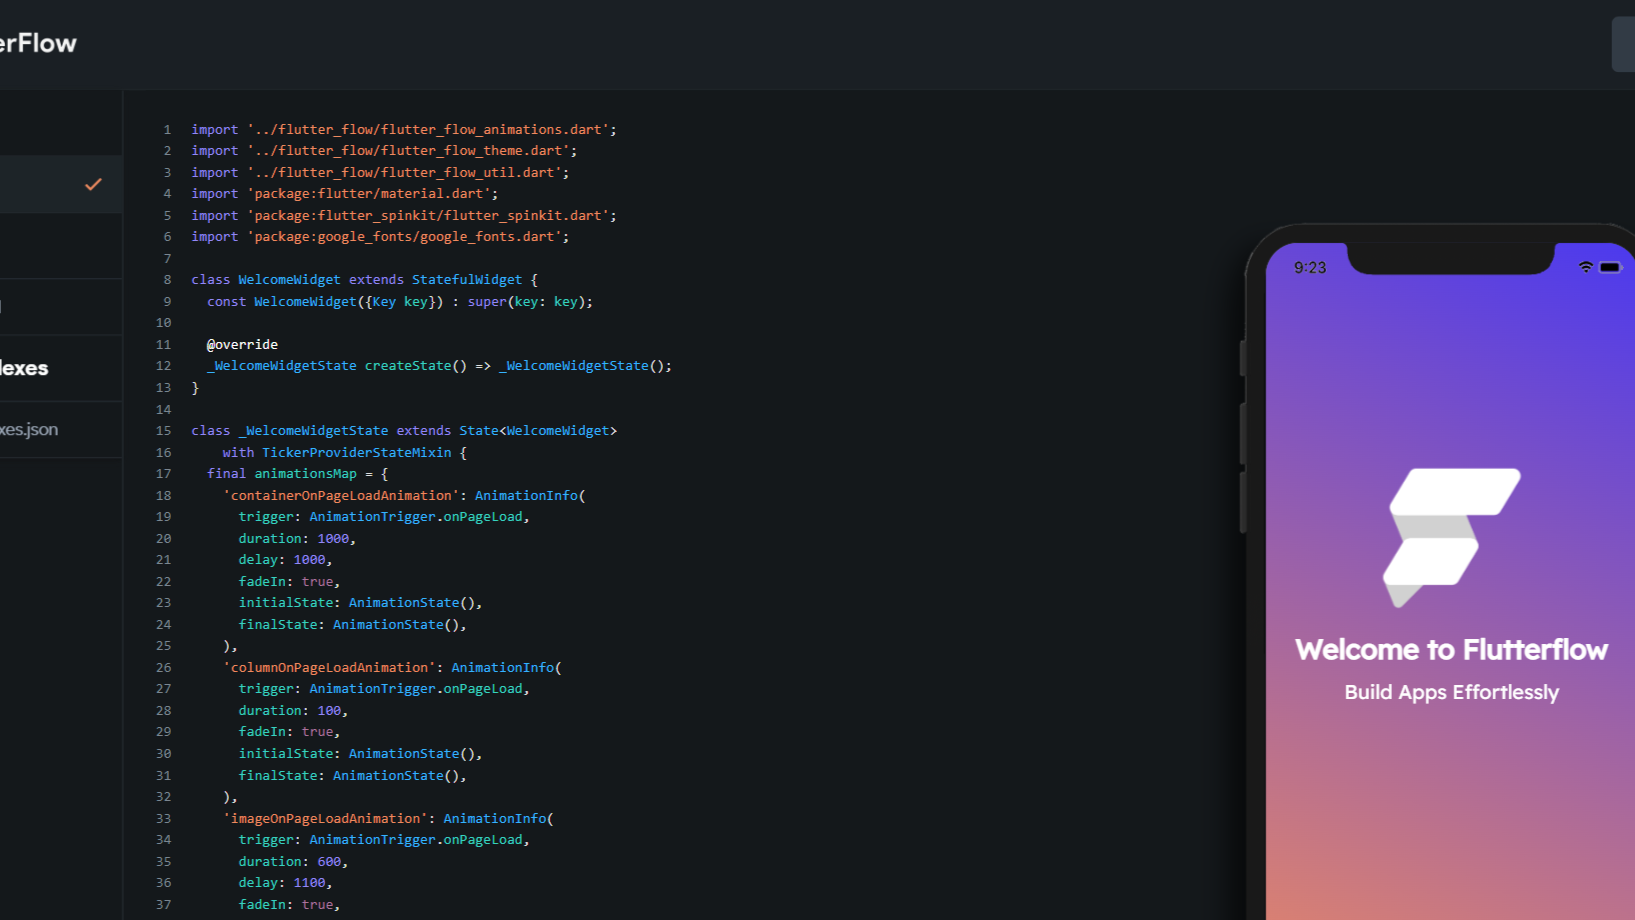 erFlow
lexes
xes.json
1 import '../flutter_flow/flutter_flow_animations.dart';
2 import '../flutter_flow/flutter_flow_theme.dart';
3 import '../flutter_flow/flutter_flow_util.dart';
4 import 'package:flutter/material.dart';
5 import 'package:flutter_spinkit/flutter_spinkit.dart';
6 import 'package:google_fonts/google_fonts.dart';
7
8 class WelcomeWidget extends StatefulWidget {
9 const WelcomeWidget({Key key}) : super(key: key);
10
11 @override
12 _WelcomeWidgetState createState() => _WelcomeWidgetState();
13 }
14
15 class _WelcomeWidgetState extends State<WelcomeWidget>
16 with TickerProviderStateMixin {
17 final animationsMap = {
18 'containerOnPageLoadAnimation': AnimationInfo(
19 trigger: AnimationTrigger.onPageLoad,
20 duration: 1000,
21 delay: 1000,
22 fadeIn: true,
23 initialState: AnimationState(),
24 finalState: AnimationState(),
25 ),
26 'columnOnPageLoadAnimation': AnimationInfo(
27 trigger: AnimationTrigger.onPageLoad,
28 duration: 100,
29 fadeIn: true,
30 initialState: AnimationState(),
31 finalState: AnimationState(),
32 ),
33 'imageOnPageLoadAnimation': AnimationInfo(
34 trigger: AnimationTrigger.onPageLoad,
35 duration: 600,
36 delay: 1100,
37 fadeIn: true,
9:23
Welcome to Flutterflow
Build Apps Effortlessly